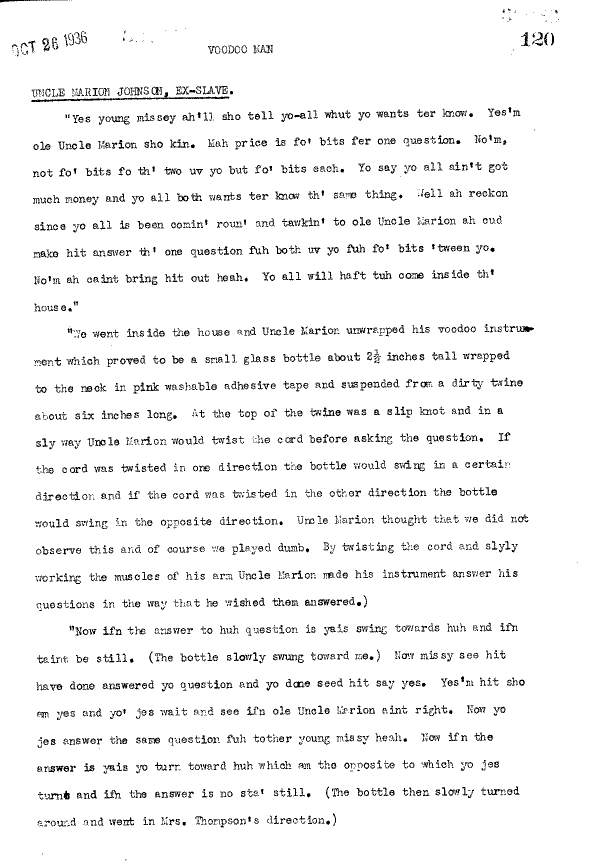 OCT 26 1936
120
VOODOO MAN
UNCLE MARION JOHNSON, EX-SLAVE.
"Yes young missey ah'll sho tell yo-all whut yo wants ter know. Yes'm
ole Uncle Marion sho kin. Mah price is fo' bits fer one question. No'm,
not fo' bits fo th' two uv yo but fo' bits each. Yo say yo all ain't got
much money and yo all both wants ter know th' same thing. Well ah reckon
since yo all is been comin' roun' and tawkin' to ole Uncle Marion ah cud
make hit answer th' one question fuh both uv yo fuh fo' bits 'tween yo.
No'm ah caint bring hit out heah. Yo all will haft tuh come inside th'
house."
"We went inside the house and Uncle Marion unwrapped his voodoo instru-
ment which proved to be a small glass bottle about 2½ inches tall wrapped
to the neck in pink washable adhesive tape and suspended from a dirty twine
about six inches long. At the top of the twine was a slip knot and in a
sly way Uncle Marion would twist the cord before asking the question. If
the cord was twisted in one direction the bottle would swing in a certain
direction and if the cord was twisted in the other direction the bottle
would swing in the opposite direction. Uncle Marion thought that we did not
observe this and of course we played dumb. By twisting the cord and slyly
working the muscles of his arm Uncle Marion made his instrument answer his
questions in the way that he wished them answered.)
"Now ifn the answer to huh question is yais swing towards huh and ifn
taint be still. (The bottle slowly swung toward me.) Now missy see hit
have done answered yo question and yo done seed hit say yes. Yes'm hit sho
am yes and yo' jes wait and see ifn ole Uncle Marion aint right. Now yo
jes answer the same question fuh tother young missy heah. Now ifn the
answer is yais yo turn toward huh which am the opposite to which yo jes
turnt and ifn the answer is no sta' still. (The bottle then slowly turned
around and went in Mrs. Thompson's direction.)